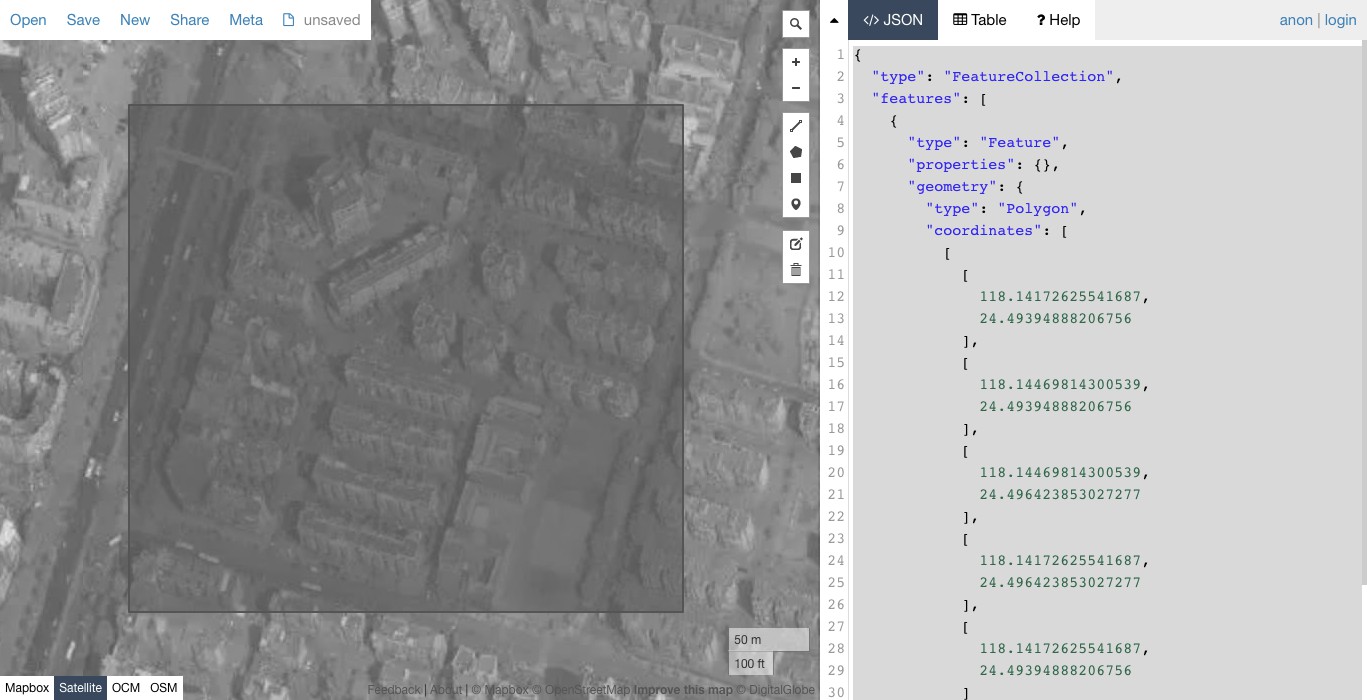 Open Save New Share Meta unsaved
</> JSON Table ? Help anon | login
1 {
2 "type": "FeatureCollection",
3 "features": [
4 {
5 "type": "Feature",
6 "properties": {},
7 "geometry": {
8 "type": "Polygon",
9 "coordinates": [
10 [
11 [
12 118.14172625541687,
13 24.49394888206756
14 ],
15 [
16 118.14469814300539,
17 24.49394888206756
18 ],
19 [
20 118.14469814300539,
21 24.496423853027277
22 ],
23 [
24 118.14172625541687,
25 24.496423853027277
26 ],
27 [
28 118.14172625541687,
29 24.49394888206756
30 ]
50 m
100 ft
Mapbox Satellite OCM OSM
Feedback | About | © Mapbox © OpenStreetMap Improve this map © DigitalGlobe